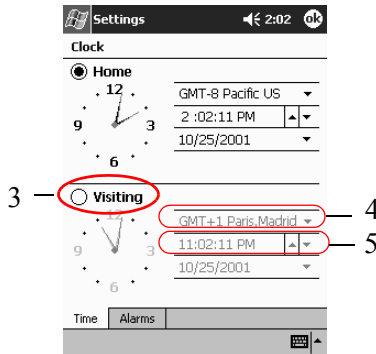 Settings 2:02 ok
Clock
Home
12
9
3
6
GMT-8 Pacific US
2 :02:11 PM
10/25/2001
3
Visiting
12
9
3
6
GMT+1 Paris,Madrid
4
11:02:11 PM
5
10/25/2001
Time Alarms